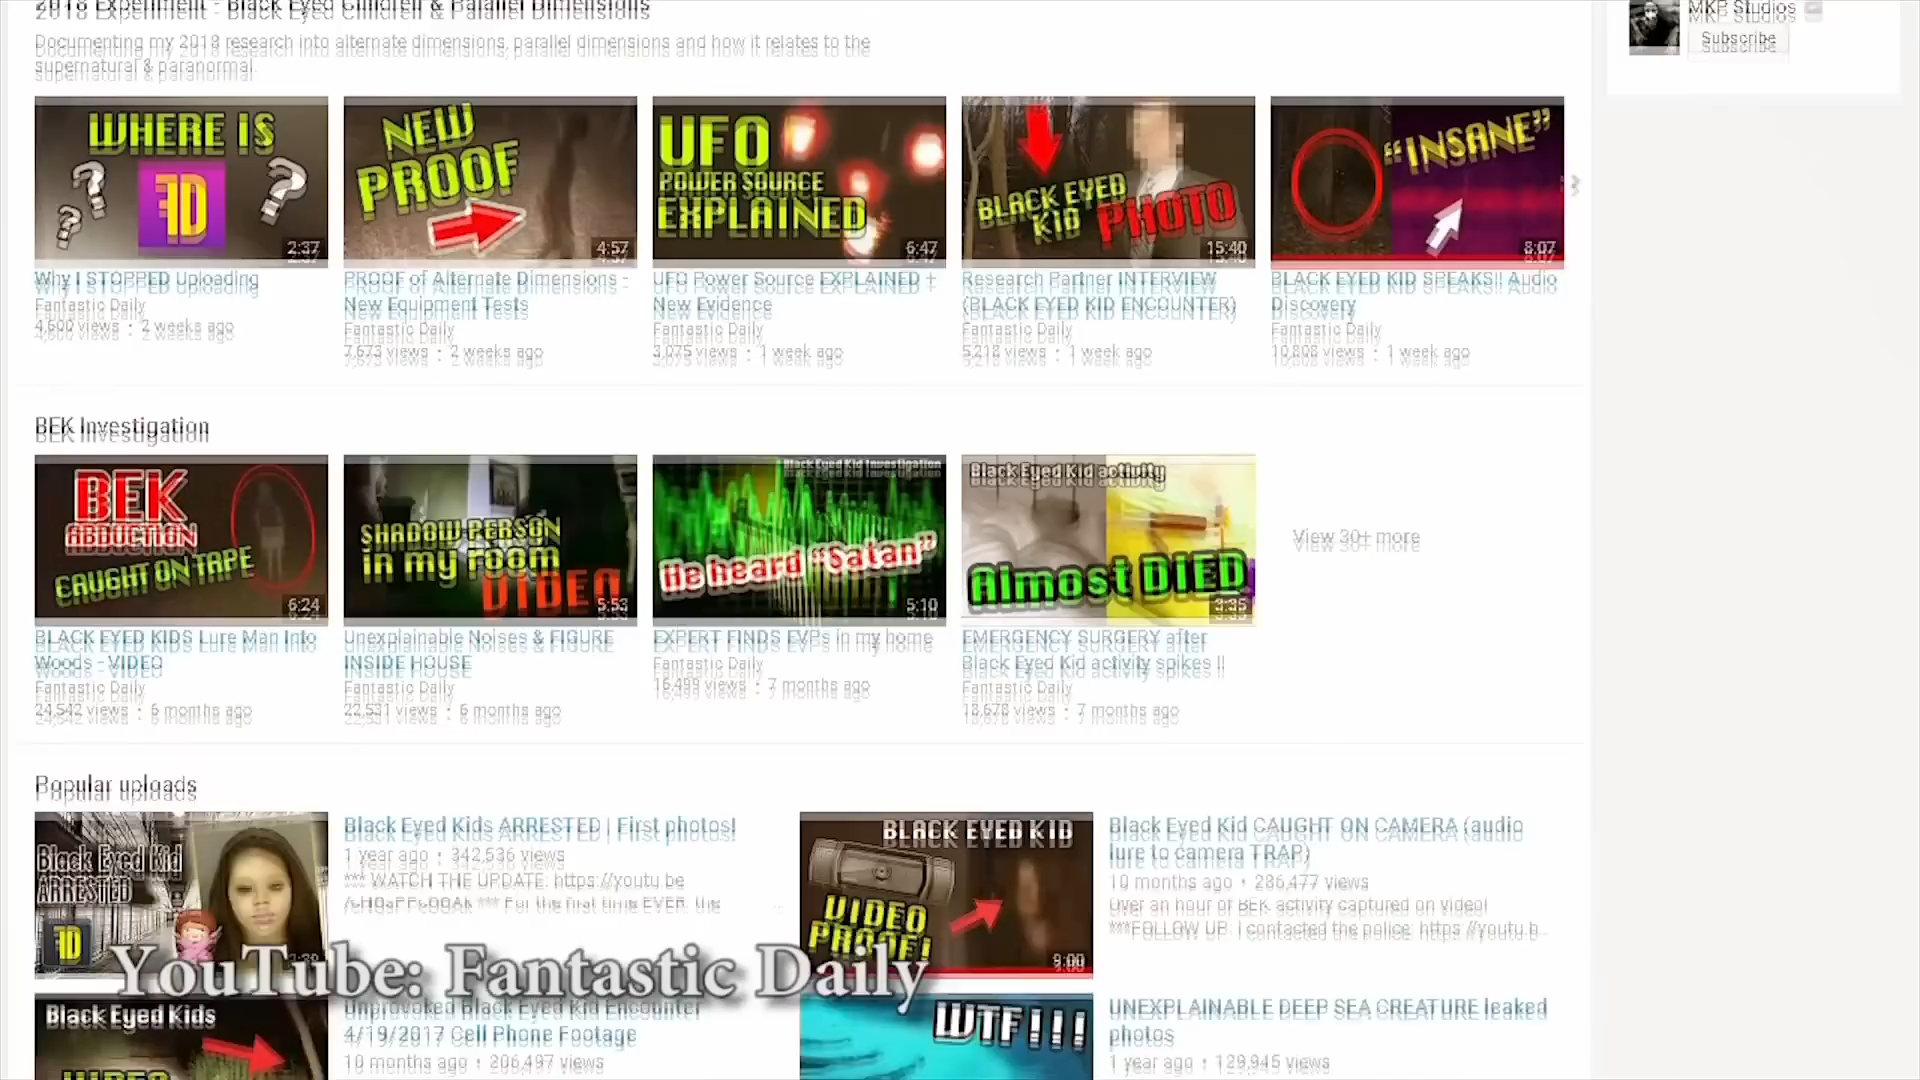 2018 Experiment - Black Eyed Children & Parallel Dimensions
Documenting my 2018 research into alternate dimensions, parallel dimensions and how it relates to the
supernatural & paranormal.
MKP Studios
Subscribe
WHERE IS
? FD ?
?
2:37
NEW
PROOF
4:57
UFO
POWER SOURCE
EXPLAINED
6:47
BLACK EYED
KID PHOTO
15:40
"INSANE"
8:07
Why I STOPPED Uploading
Fantastic Daily
4,600 views • 2 weeks ago
PROOF of Alternate Dimensions -
New Equipment Tests
Fantastic Daily
7,673 views • 2 weeks ago
UFO Power Source EXPLAINED +
New Evidence
Fantastic Daily
3,075 views • 1 week ago
Research Partner INTERVIEW
(BLACK EYED KID ENCOUNTER)
Fantastic Daily
5,218 views • 1 week ago
BLACK EYED KID SPEAKS!! Audio
Discovery
Fantastic Daily
10,808 views • 1 week ago
BEK Investigation
BEK
ABDUCTION
CAUGHT ON TAPE
6:24
SHADOW PERSON
in my room
VIDEO
5:53
Black Eyed Kid Investigation
He heard "Satan"
5:10
Black Eyed Kid activity
Almost DIED
3:35
View 30+ more
BLACK EYED KIDS Lure Man Into
Woods - VIDEO
Fantastic Daily
24,542 views • 6 months ago
Unexplainable Noises & FIGURE
INSIDE HOUSE
Fantastic Daily
22,531 views • 6 months ago
EXPERT FINDS EVPs in my home
Fantastic Daily
16,499 views • 7 months ago
EMERGENCY SURGERY after
Black Eyed Kid activity spikes !!
Fantastic Daily
18,678 views • 7 months ago
Popular uploads
Black Eyed Kid
ARRESTED
FD
Black Eyed Kids ARRESTED | First photos!
1 year ago • 342,536 views
*** WATCH THE UPDATE: https://youtu.be
*** For the first time EVER, the
BLACK EYED KID
VIDEO
PROOF!
9:00
Black Eyed Kid CAUGHT ON CAMERA (audio
lure to camera TRAP)
10 months ago • 286,477 views
Over an hour of BEK activity captured on video!
***FOLLOW UP: I contacted the police: https://youtu.b...
YouTube: Fantastic Daily
Black Eyed Kids
VIDEO
Unprovoked Black Eyed Kid Encounter
4/19/2017 Cell Phone Footage
10 months ago • 206,497 views
WTF!!!
UNEXPLAINABLE DEEP SEA CREATURE leaked
photos
1 year ago • 129,945 views